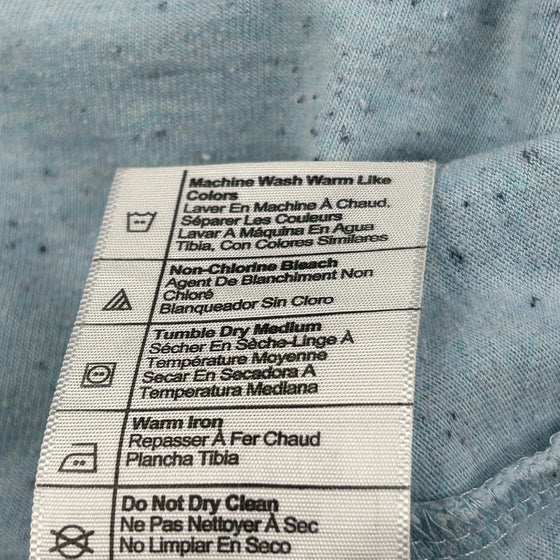 Machine Wash Warm Like
Colors
Laver En Machine À Chaud,
Séparer Les Couleurs
Lavar A Máquina En Agua
Tibia, Con Colores Similares
Non-Chlorine Bleach
Agent De Blanchiment Non
Chloré
Blanqueador Sin Cloro
Tumble Dry Medium
Sécher En Sèche-Linge À
Température Moyenne
Secar En Secadora A
Temperatura Mediana
Warm Iron
Repasser À Fer Chaud
Plancha Tibia
Do Not Dry Clean
Ne Pas Nettoyer À Sec
No Limpiar En Seco